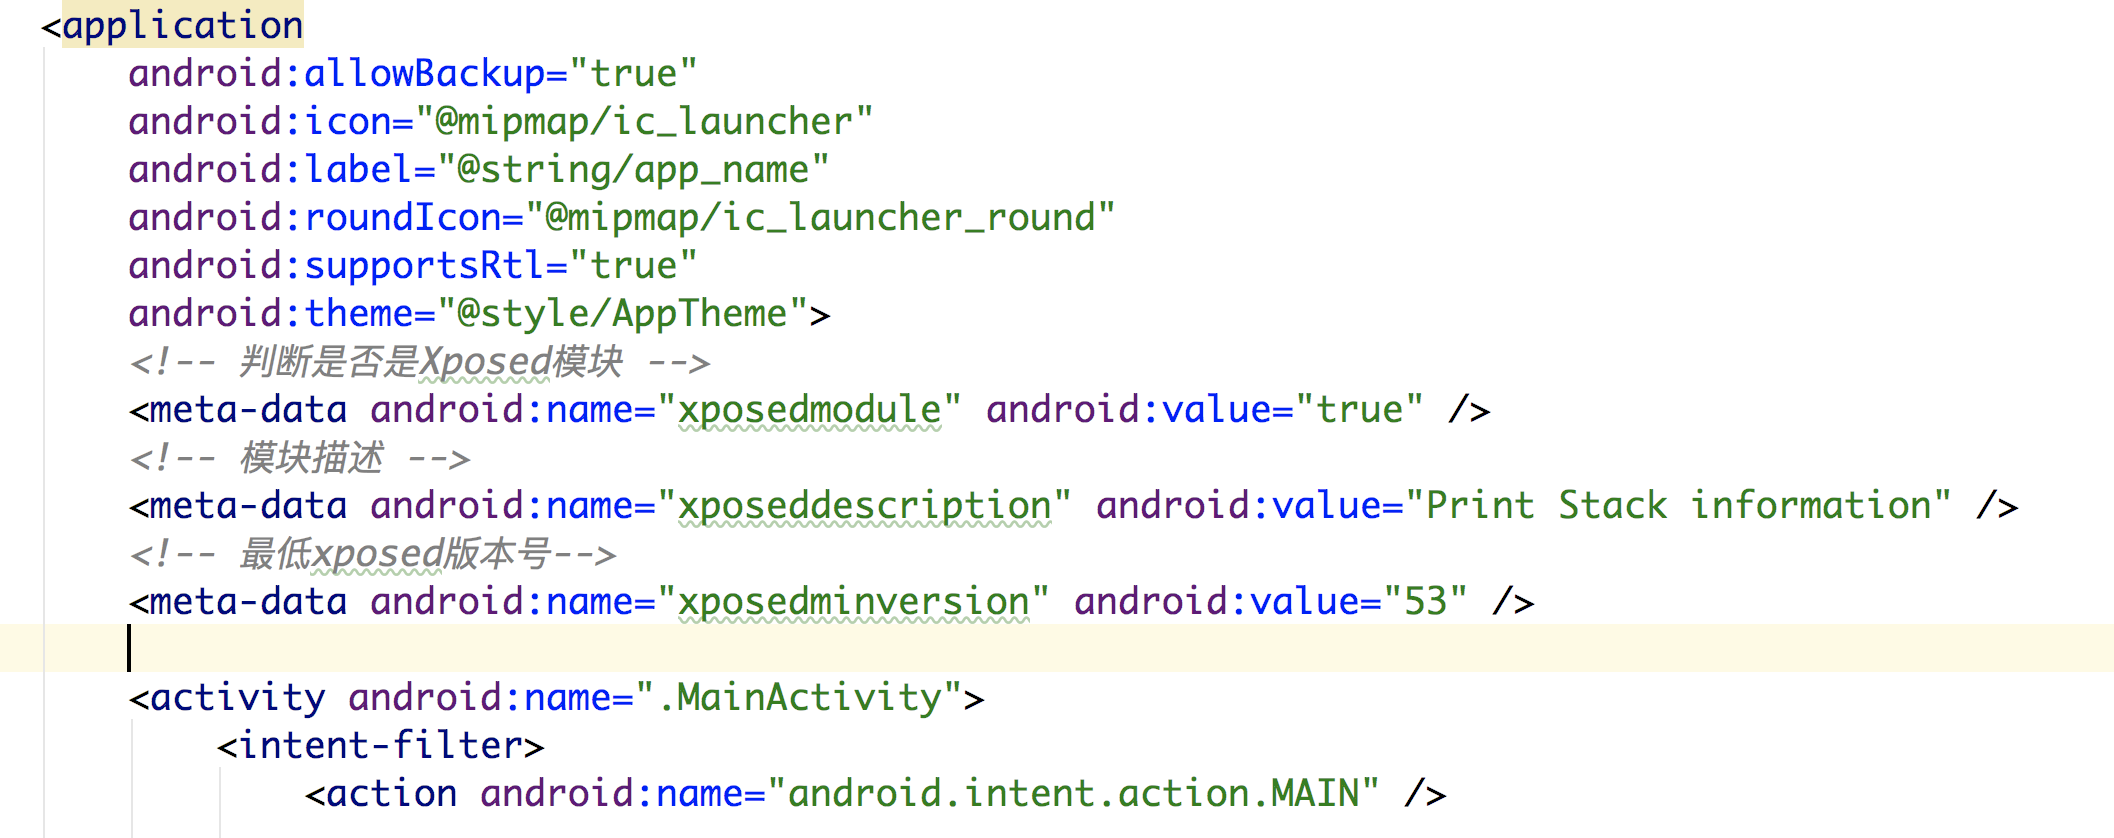 <application
android:allowBackup="true"
android:icon="@mipmap/ic_launcher"
android:label="@string/app_name"
android:roundIcon="@mipmap/ic_launcher_round"
android:supportsRtl="true"
android:theme="@style/AppTheme">
<!-- 判断是否是Xposed模块 -->
<meta-data android:name="xposedmodule" android:value="true" />
<!-- 模块描述 -->
<meta-data android:name="xposeddescription" android:value="Print Stack information" />
<!-- 最低xposed版本号-->
<meta-data android:name="xposedminversion" android:value="53" />
<activity android:name=".MainActivity">
<intent-filter>
<action android:name="android.intent.action.MAIN" />